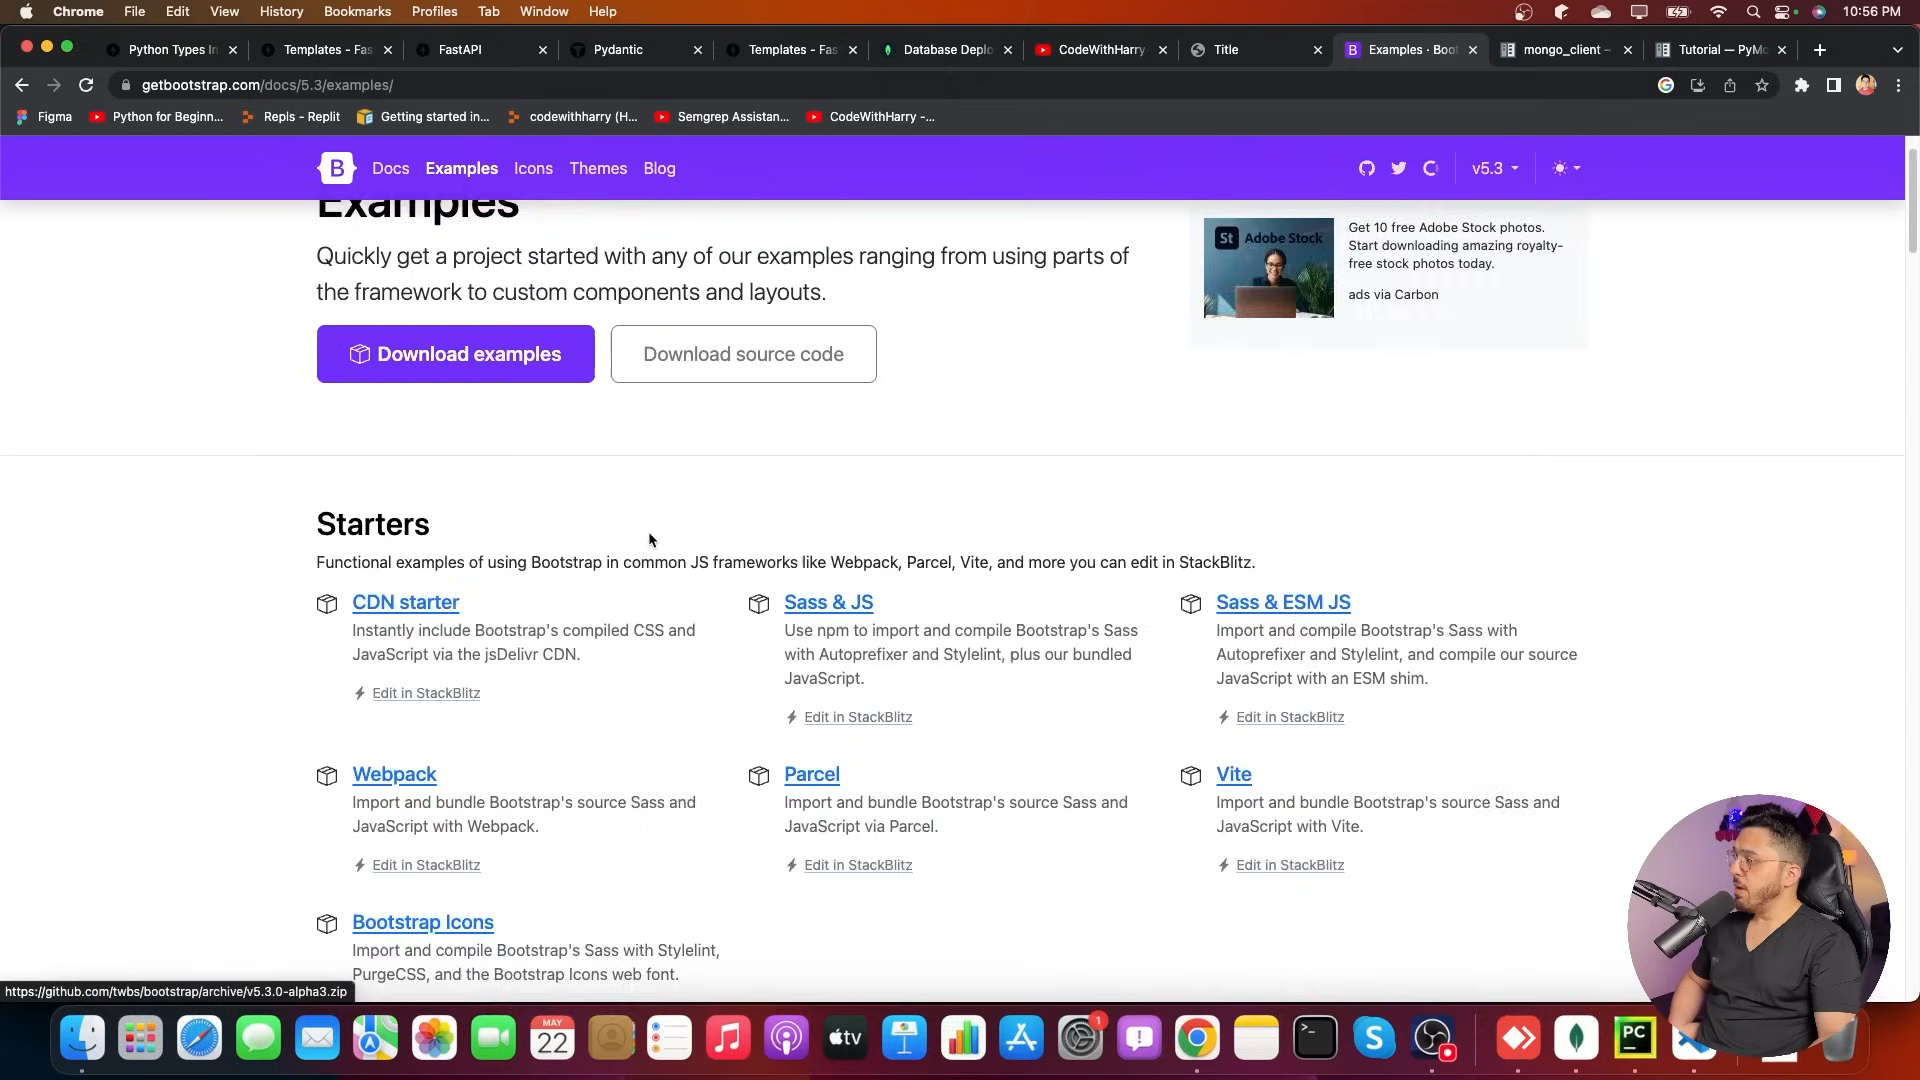 Chrome File Edit View History Bookmarks Profiles Tab Window Help 10:56 PM
Python Types In Templates - Fas FastAPI Pydantic Templates - Fas Database Deplo CodeWithHarry Title Examples · Boot mongo_client – Tutorial — PyMo
getbootstrap.com/docs/5.3/examples/
Figma Python for Beginn... Repls - Replit Getting started in... codewithharry (H... Semgrep Assistan... CodeWithHarry -...
B Docs Examples Icons Themes Blog v5.3
Examples
Quickly get a project started with any of our examples ranging from using parts of
the framework to custom components and layouts.
Download examples Download source code
St Adobe Stock
Get 10 free Adobe Stock photos.
Start downloading amazing royalty-
free stock photos today.
ads via Carbon
Starters
Functional examples of using Bootstrap in common JS frameworks like Webpack, Parcel, Vite, and more you can edit in StackBlitz.
CDN starter
Instantly include Bootstrap's compiled CSS and
JavaScript via the jsDelivr CDN.
Edit in StackBlitz
Sass & JS
Use npm to import and compile Bootstrap's Sass
with Autoprefixer and Stylelint, plus our bundled
JavaScript.
Edit in StackBlitz
Sass & ESM JS
Import and compile Bootstrap's Sass with
Autoprefixer and Stylelint, and compile our source
JavaScript with an ESM shim.
Edit in StackBlitz
Webpack
Import and bundle Bootstrap's source Sass and
JavaScript with Webpack.
Edit in StackBlitz
Parcel
Import and bundle Bootstrap's source Sass and
JavaScript via Parcel.
Edit in StackBlitz
Vite
Import and bundle Bootstrap's source Sass and
JavaScript with Vite.
Edit in StackBlitz
Bootstrap Icons
Import and compile Bootstrap's Sass with Stylelint,
PurgeCSS, and the Bootstrap Icons web font.
https://github.com/twbs/bootstrap/archive/v5.3.0-alpha3.zip
MAY
22
tv
1
PC